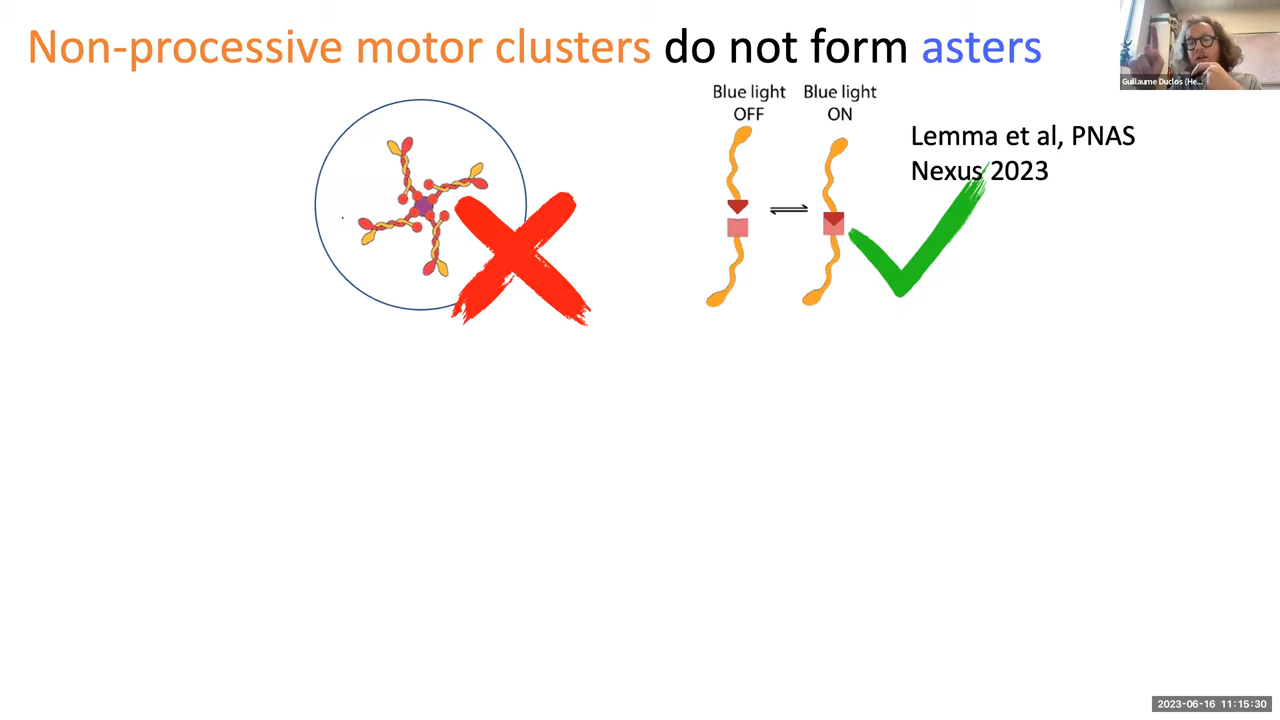 Non-processive motor clusters do not form asters
Guillaume Duclos (He...
Blue light
OFF
Blue light
ON
Lemma et al, PNAS
Nexus 2023
2023-06-16 11:15:30